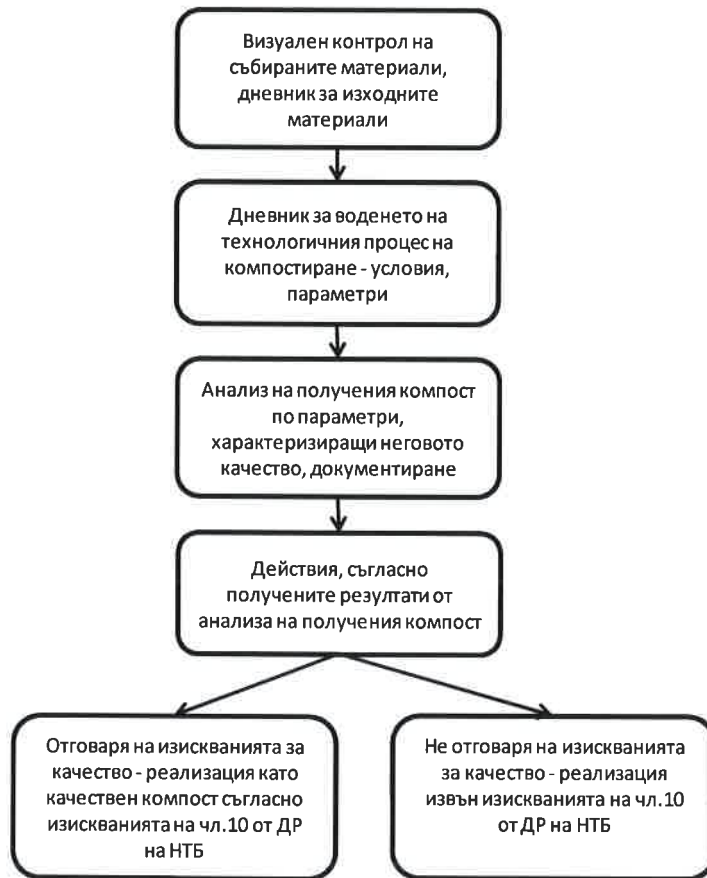 Визуален контрол на
събираните материали,
дневник за изходните
материали
Дневник за воденето на
технологичния процес на
компостиране - условия,
параметри
Анализ на получения компост
по параметри,
характеризиращи неговото
качество, документиране
Действия, съгласно
получените резултати от
анализа на получения компост
Отговаря на изискванията за
качество - реализация като
качествен компост съгласно
изискванията на чл.10 от ДР
на НТБ
Не отговаря на изискванията
за качество - реализация
извън изискванията на чл.10
от ДР на НТБ